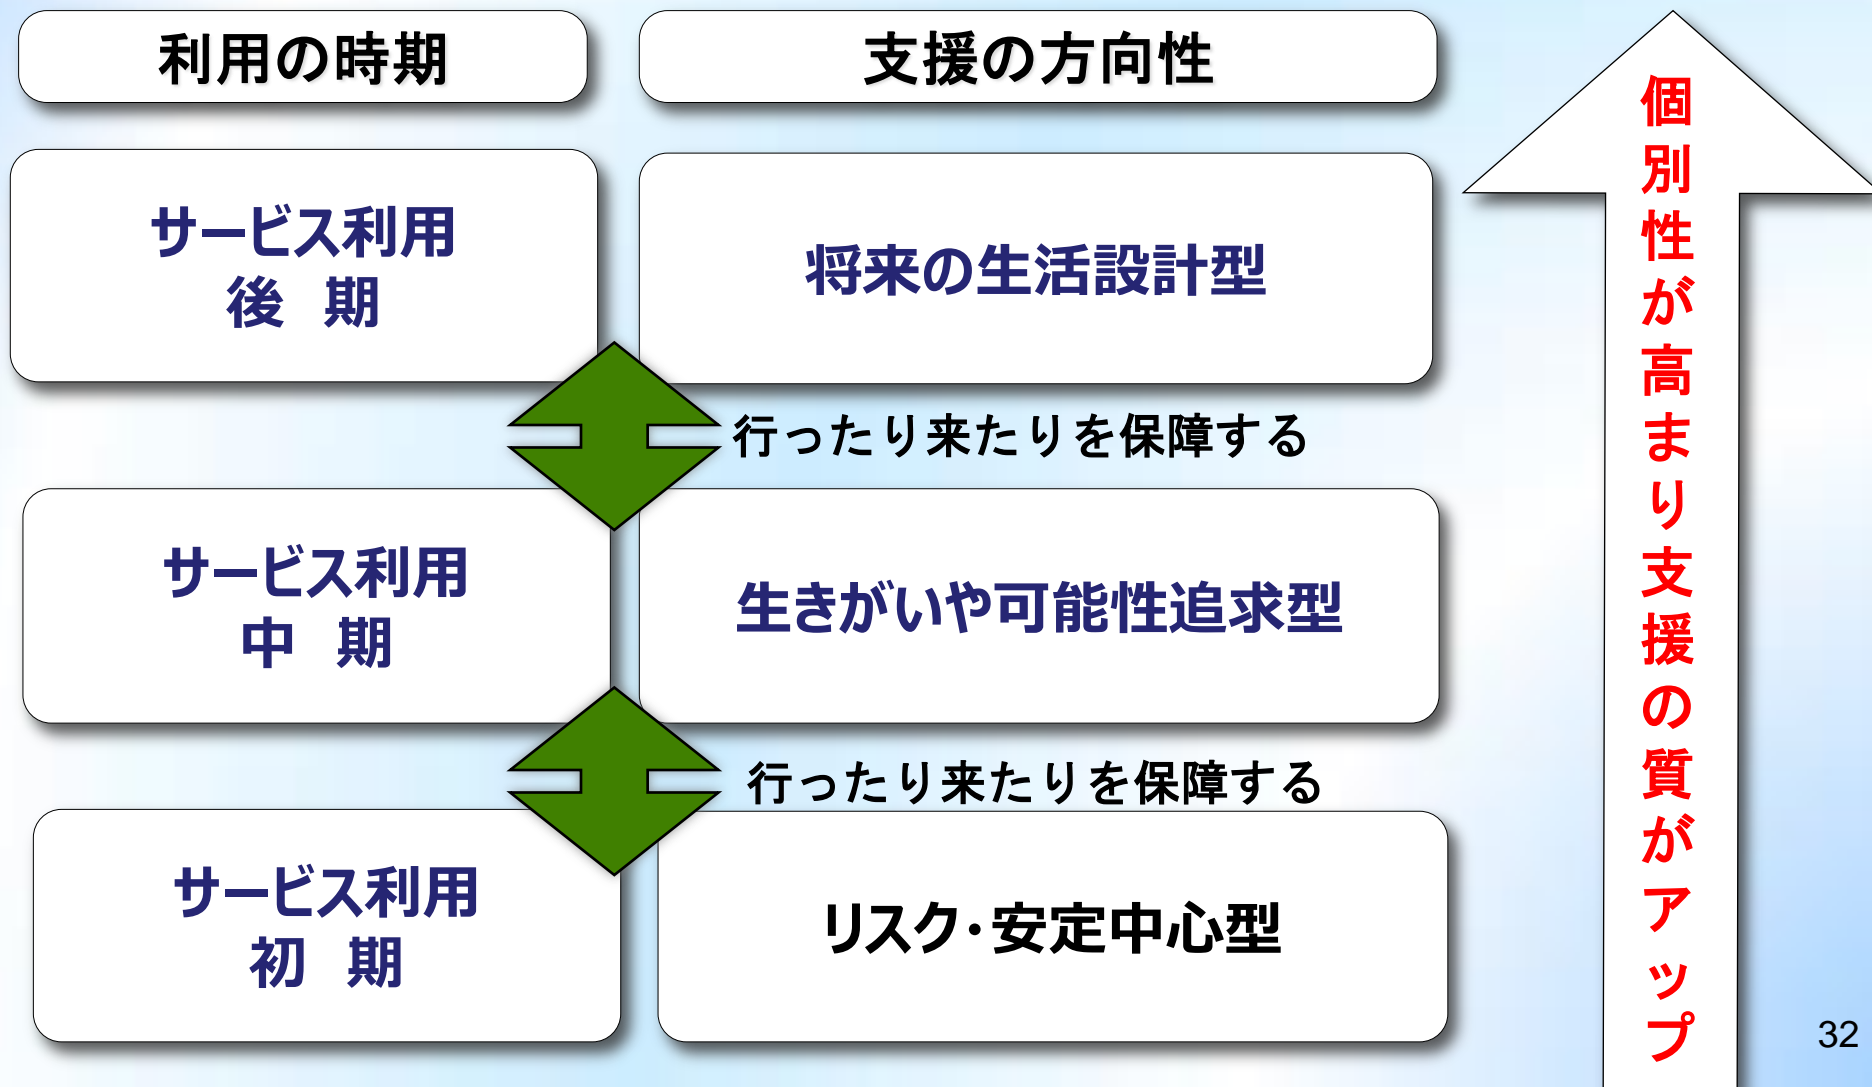 利用の時期
支援の方向性
サービス利用
後 期
将来の生活設計型
行ったり来たりを保障する
サービス利用
中 期
生きがいや可能性追求型
行ったり来たりを保障する
サービス利用
初 期
リスク・安定中心型
個別性が高まり支援の質がアップ
32